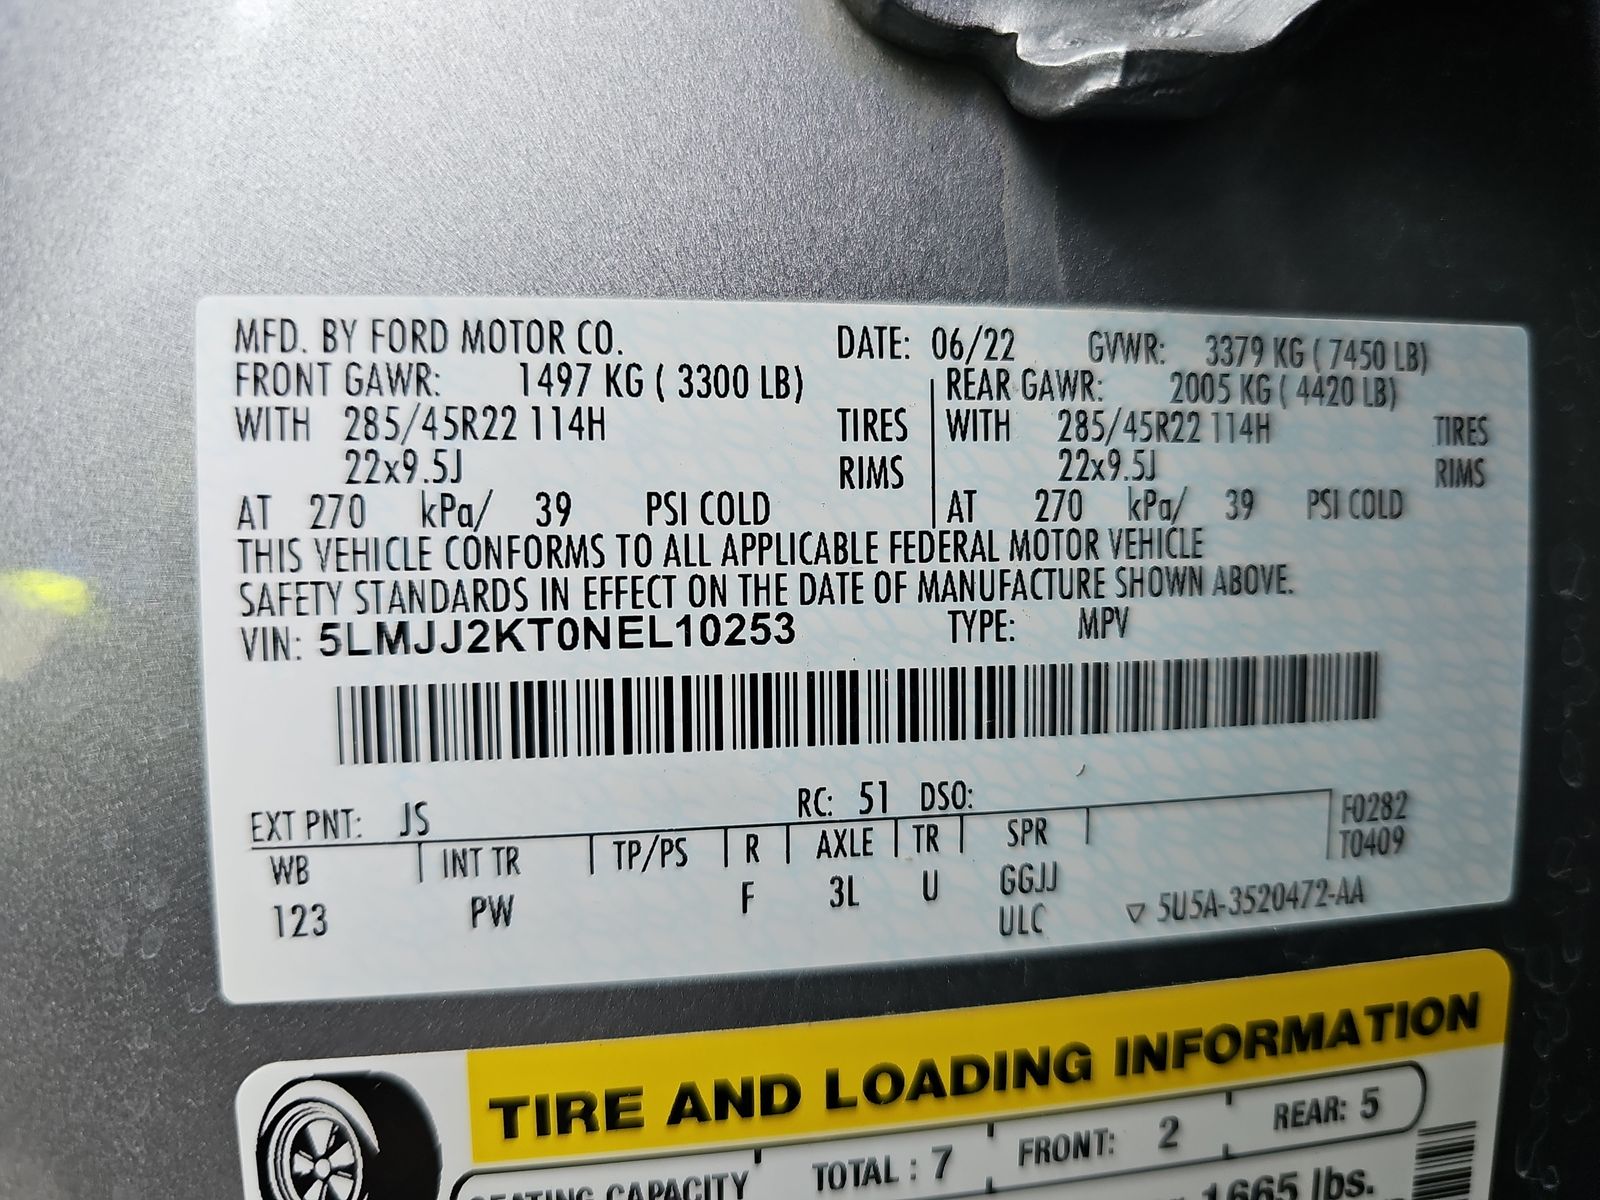 MFD. BY FORD MOTOR CO. DATE: 06/22 GVWR: 3379 KG ( 7450 LB)
FRONT GAWR: 1497 KG ( 3300 LB) REAR GAWR: 2005 KG ( 4420 LB)
WITH 285/45R22 114H TIRES WITH 285/45R22 114H TIRES
22x9.5J RIMS 22x9.5J RIMS
AT 270 kPa/ 39 PSI COLD AT 270 kPa/ 39 PSI COLD
THIS VEHICLE CONFORMS TO ALL APPLICABLE FEDERAL MOTOR VEHICLE
SAFETY STANDARDS IN EFFECT ON THE DATE OF MANUFACTURE SHOWN ABOVE.
VIN: 5LMJJ2KT0NEL10253 TYPE: MPV
EXT PNT: JS RC: 51 DSO: F0282
WB INT TR TP/PS R AXLE TR SPR T0409
123 PW F 3L U GGJJ
ULC ▽ 5U5A-3520472-AA
TIRE AND LOADING INFORMATION
SEATING CAPACITY TOTAL : 7 FRONT: 2 REAR: 5
1665 lbs.